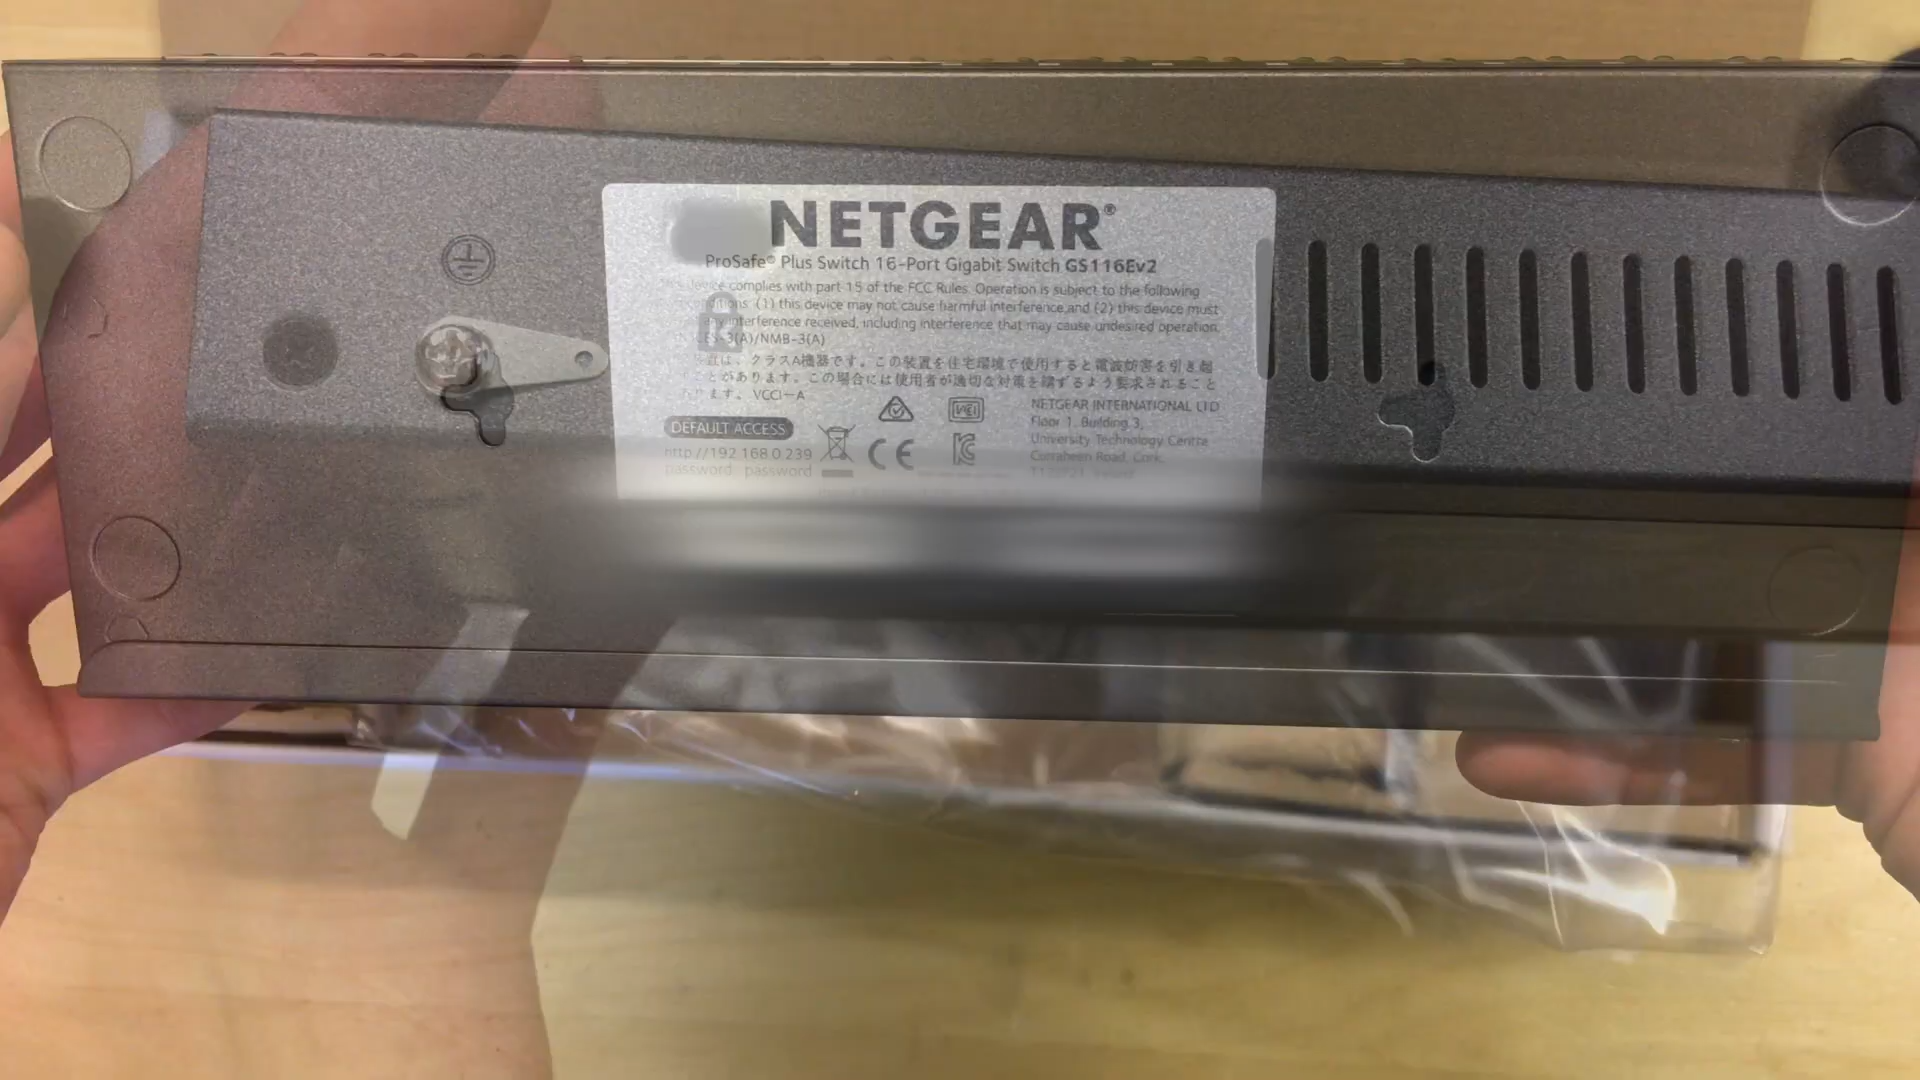 NETGEAR®
ProSafe® Plus Switch 16-Port Gigabit Switch GS116Ev2
device complies with part 15 of the FCC Rules. Operation is subject to the following
(1) this device may not cause harmful interference and (2) this device must
any interference received, including interference that may cause undesired operation.
-3(A)/NMB-3(A)
は、クラスA機器です。この装置を住宅環境で使用すると電波妨害を引き起
とがあります。この場合には使用者が適切な対策を講ずるよう要求されること
ます。VCCI-A
DEFAULT ACCESS
http://192.168.0.239
password: password
CE
VCI
NETGEAR INTERNATIONAL LTD
Floor 1, Building 3,
University Technology Centre
Curraheen Road, Cork,